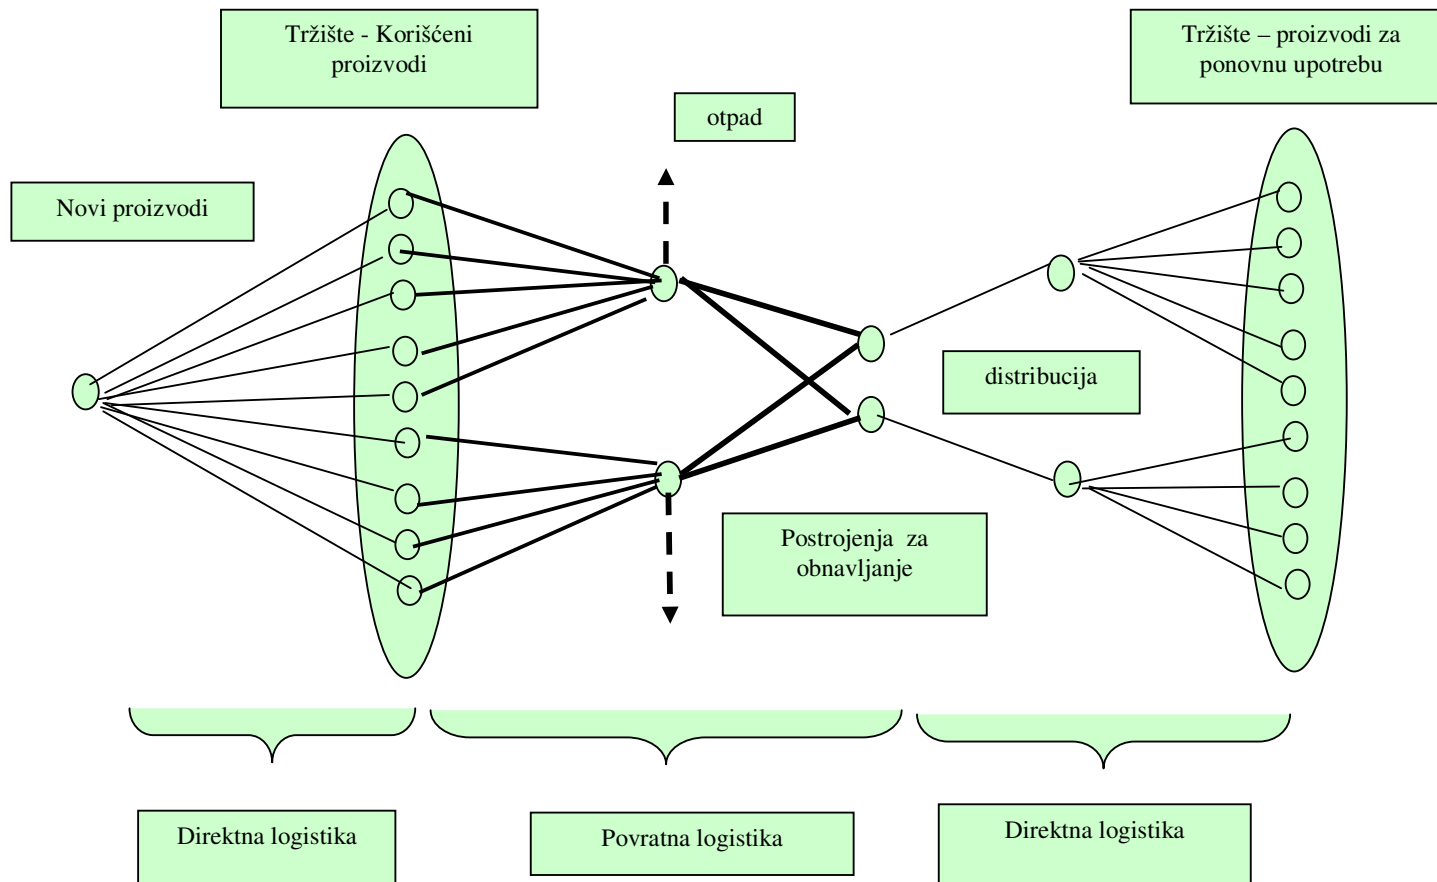 Tržište - Korišćeni
proizvodi
Tržište – proizvodi za
ponovnu upotrebu
otpad
Novi proizvodi
distribucija
Postrojenja za
obnavljanje
Direktna logistika
Povratna logistika
Direktna logistika